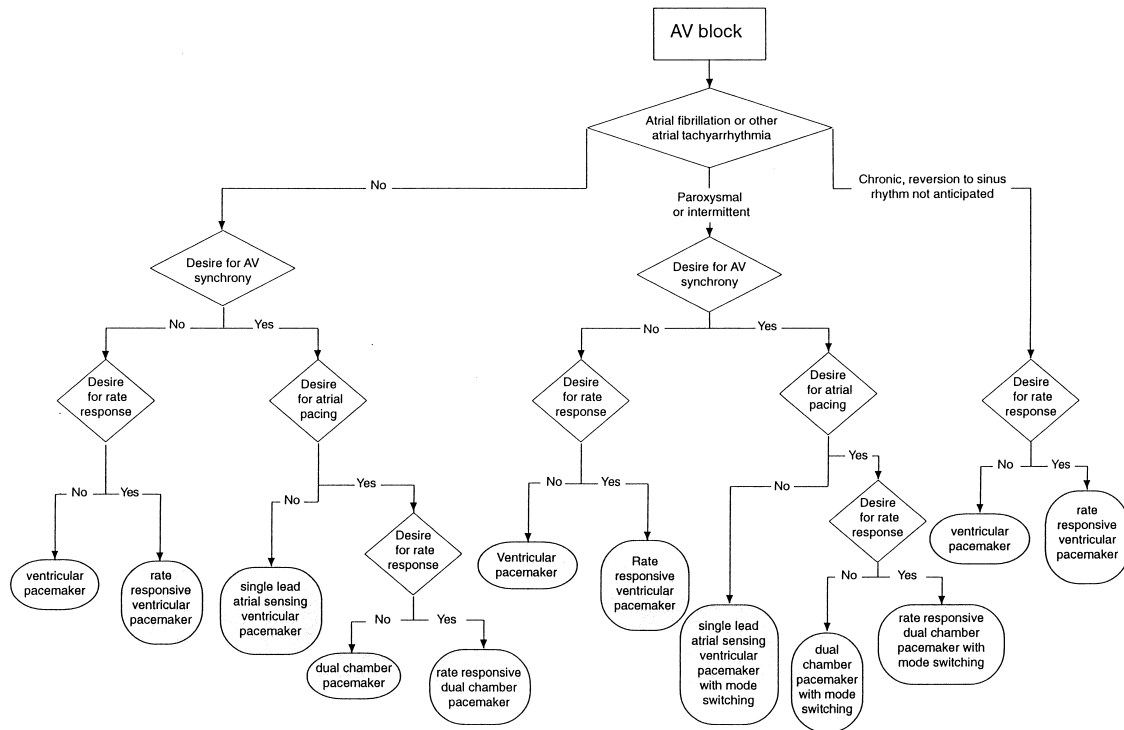 AV block
Atrial fibrillation or other
atrial tachyarrhythmia
No
Paroxysmal
or intermittent
Chronic, reversion to sinus
rhythm not anticipated
Desire for AV
synchrony
Desire for AV
synchrony
No
Yes
No
Yes
Desire
for rate
response
Desire
for atrial
pacing
Desire
for rate
response
Desire
for atrial
pacing
Desire
for rate
response
No
Yes
No
Yes
No
Yes
No
Yes
No
Yes
Desire
for rate
response
Desire
for rate
response
ventricular
pacemaker
rate
responsive
ventricular
pacemaker
single lead
atrial sensing
ventricular
pacemaker
No
Yes
dual chamber
pacemaker
rate responsive
dual chamber
pacemaker
Ventricular
pacemaker
Rate
responsive
ventricular
pacemaker
single lead
atrial sensing
ventricular
pacemaker
with mode
switching
No
Yes
dual
chamber
pacemaker
with mode
switching
rate responsive
dual chamber
pacemaker with
mode switching
ventricular
pacemaker
rate
responsive
ventricular
pacemaker